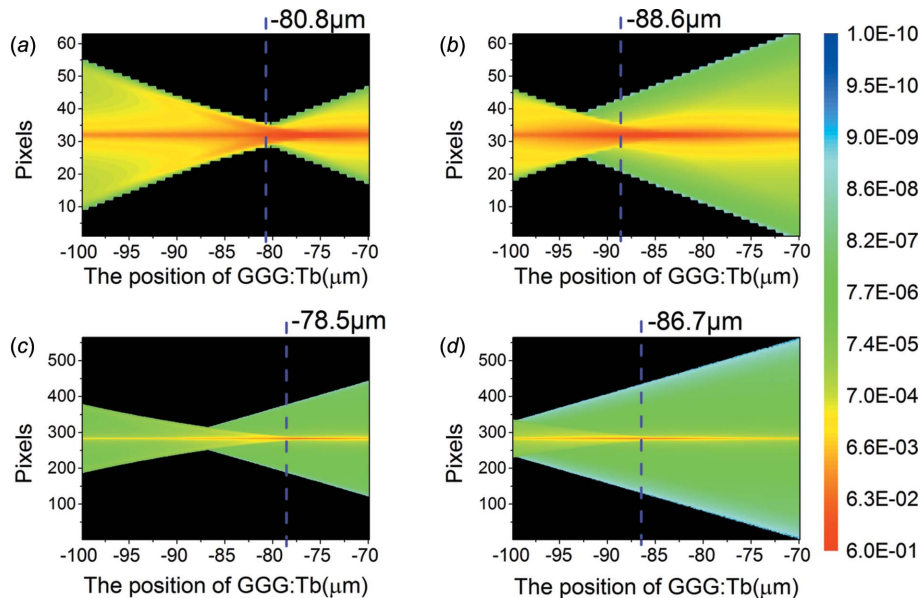 (a)
-80.8μm
60
50
40
30
20
10
Pixels
-100 -95 -90 -85 -80 -75 -70
The position of GGG:Tb(μm)
(b)
-88.6μm
60
50
40
30
20
10
Pixels
-100 -95 -90 -85 -80 -75 -70
The position of GGG:Tb(μm)
(c)
-78.5μm
500
400
300
200
100
Pixels
-100 -95 -90 -85 -80 -75 -70
The position of GGG:Tb(μm)
(d)
-86.7μm
500
400
300
200
100
Pixels
-100 -95 -90 -85 -80 -75 -70
The position of GGG:Tb(μm)
1.0E-10
9.5E-10
9.0E-09
8.6E-08
8.2E-07
7.7E-06
7.4E-05
7.0E-04
6.6E-03
6.3E-02
6.0E-01